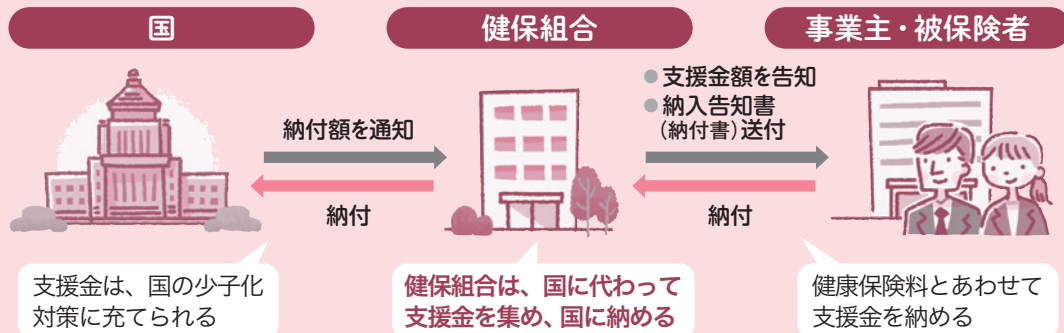 国
健保組合
事業主・被保険者
納付額を通知
納付
●支援金額を告知
●納入告知書
（納付書）送付
納付
支援金は、国の少子化
対策に充てられる
健保組合は、国に代わって
支援金を集め、国に納める
健康保険料とあわせて
支援金を納める